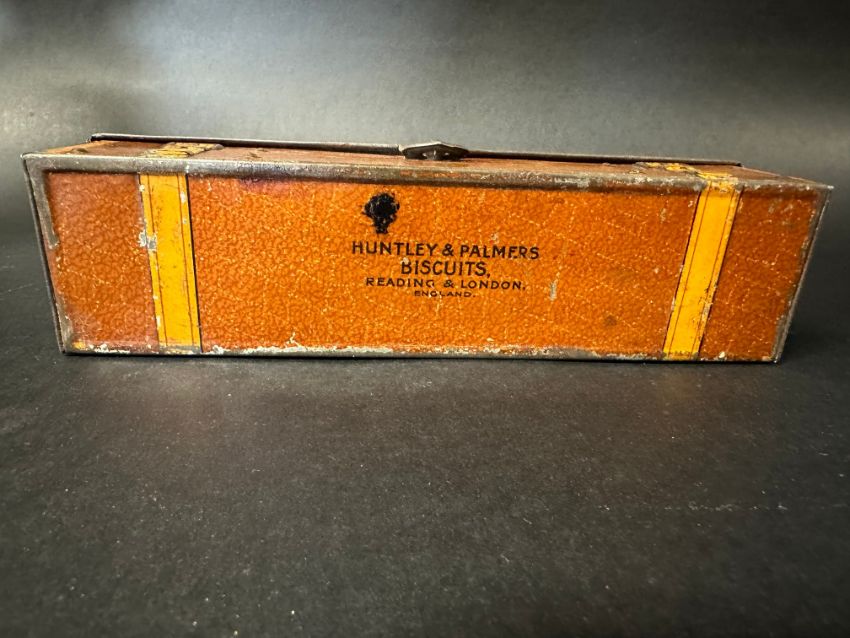 HUNTLEY & PALMERS
BISCUITS,
READING & LONDON.
ENGLAND.